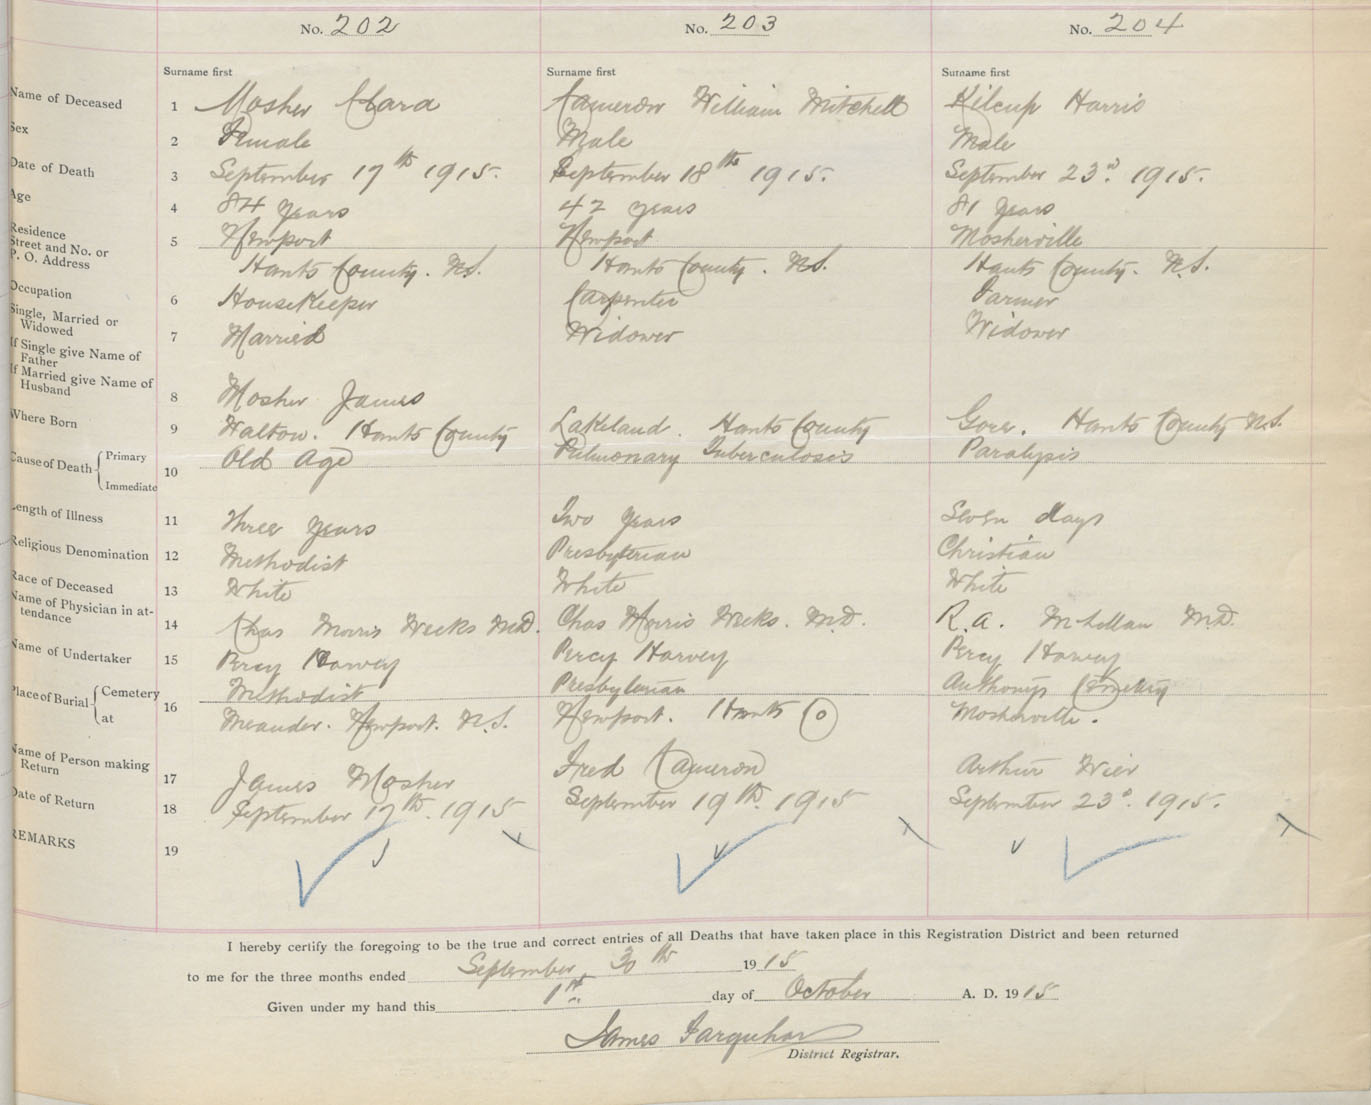 No. 202 No. 203 No. 204
Surname first Surname first Surname first
Name of Deceased 1 Mosher Clara Cameron William Mitchell Kilcup Harris
Sex 2 Female Male Male
Date of Death 3 September 17th 1915. September 18th 1915. September 23rd. 1915.
Age 4 84 years 42 years 81 years
Residence Street and No. or P. O. Address 5 Newport Newport Mosherville
Hants County. N.S. Hants County. N.S. Hants County. N.S.
Occupation 6 HouseKeeper Carpenter Farmer
Single, Married or Widowed 7 Married Widower Widower
If Single give Name of Father
If Married give Name of Husband 8 Mosher James
Where Born 9 Walton. Hants County Lakeland. Hants County Gore. Hants County N.S.
Cause of Death Primary 10 Old Age Pulmonary Tuberculosis Paralysis
Immediate
Length of Illness 11 Three years Two years Seven days
Religious Denomination 12 Methodist Presbyterian Christian
Race of Deceased 13 White White White
Name of Physician in attendance 14 Chas Morris Weeks M.D. Chas Morris Weeks. M.D. R.A. McLellan M.D.
Name of Undertaker 15 Percy Harvey Percy Harvey Percy Harvey
Place of Burial Cemetery 16 Methodist Presbyterian Anthonys Cemetery
at Meander. Newport. N.S. Newport. Hants Co Mosherville.
Name of Person making Return 17 James Mosher Fred Cameron Arthur Wier
Date of Return 18 September 17th. 1915 September 19th. 1915 September 23d. 1915.
REMARKS 19
I hereby certify the foregoing to be the true and correct entries of all Deaths that have taken place in this Registration District and been returned
to me for the three months ended September 30th 1915
Given under my hand this 1st day of October A. D. 1915
James Farquhar
District Registrar.